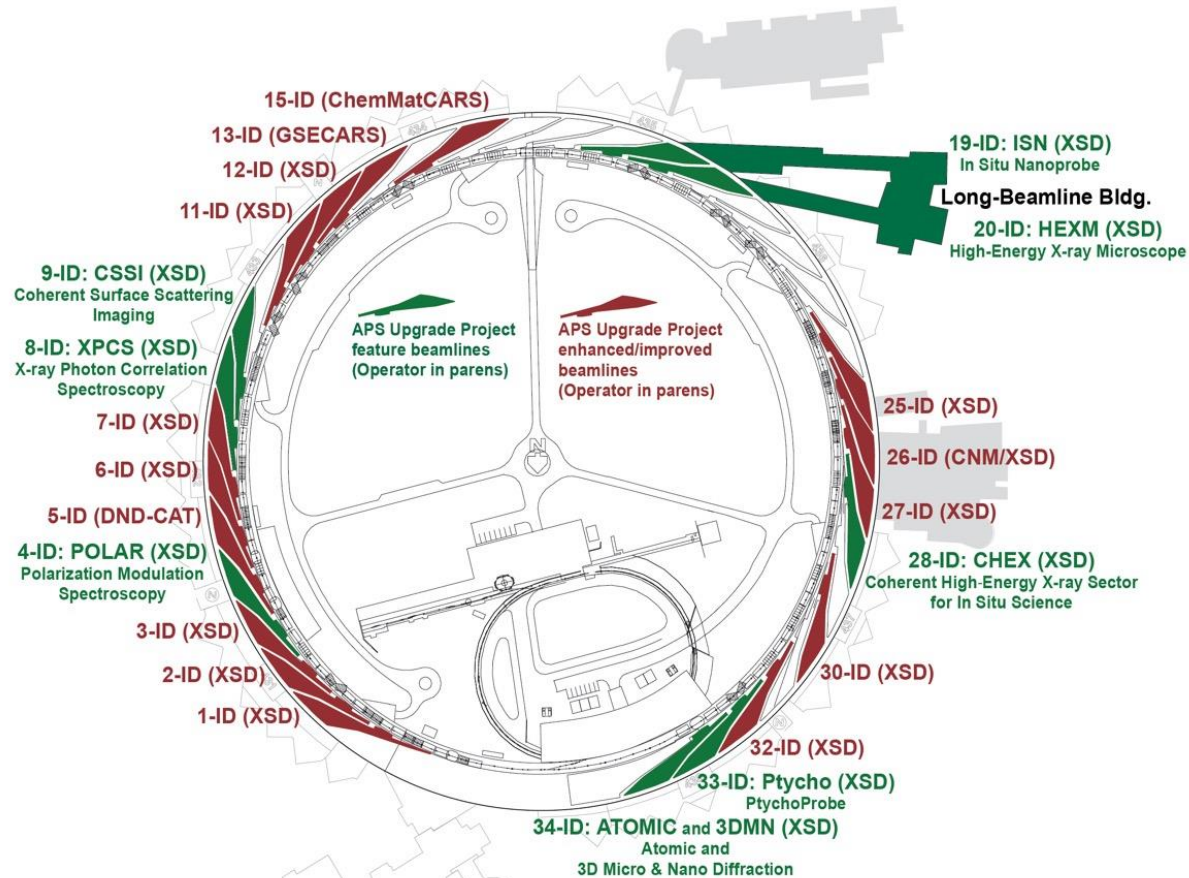 15-ID (ChemMatCARS)
13-ID (GSECARS)
12-ID (XSD)
11-ID (XSD)
9-ID: CSSI (XSD)
Coherent Surface Scattering
Imaging
8-ID: XPCS (XSD)
X-ray Photon Correlation
Spectroscopy
7-ID (XSD)
6-ID (XSD)
5-ID (DND-CAT)
4-ID: POLAR (XSD)
Polarization Modulation
Spectroscopy
3-ID (XSD)
2-ID (XSD)
1-ID (XSD)
434
435
433
431
APS Upgrade Project
feature beamlines
(Operator in parens)
APS Upgrade Project
enhanced/improved
beamlines
(Operator in parens)
N
19-ID: ISN (XSD)
In Situ Nanoprobe
Long-Beamline Bldg.
20-ID: HEXM (XSD)
High-Energy X-ray Microscope
25-ID (XSD)
26-ID (CNM/XSD)
27-ID (XSD)
28-ID: CHEX (XSD)
Coherent High-Energy X-ray Sector
for In Situ Science
437
30-ID (XSD)
32-ID (XSD)
33-ID: Ptycho (XSD)
PtychoProbe
34-ID: ATOMIC and 3DMN (XSD)
Atomic and
3D Micro & Nano Diffraction